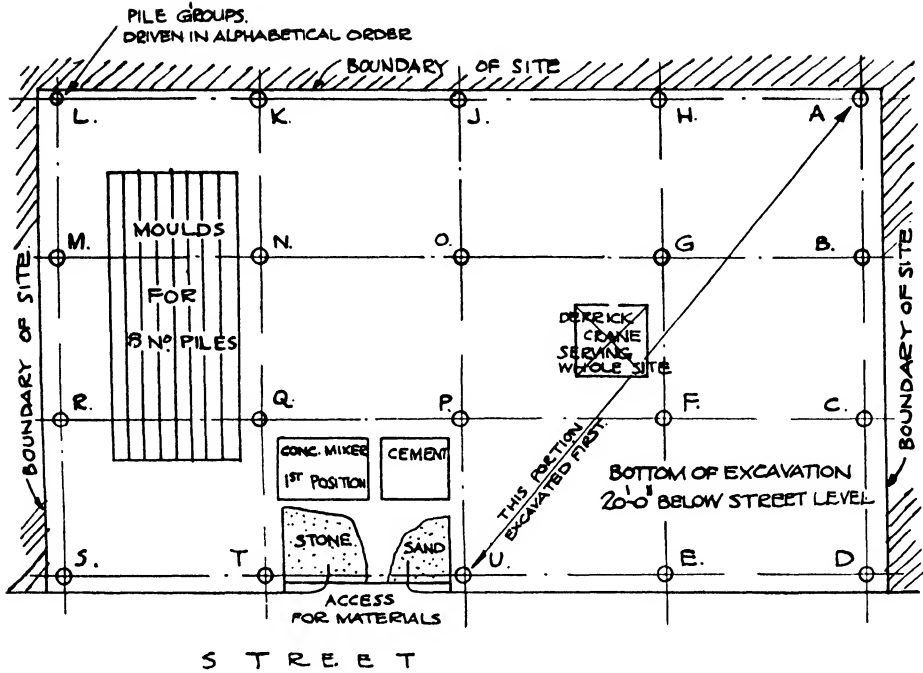 PILE GROUPS.
DRIVEN IN ALPHABETICAL ORDER
BOUNDARY OF SITE
L. K. J. H. A
M. N. O. G B.
MOULDS
FOR
8 Nº PILES
DERRICK
CRANE
SERVING
WHOLE SITE
BOUNDARY OF SITE.
BOUNDARY OF SITE
R. Q. P. F. C.
CONC. MIXER
1ST POSITION
CEMENT
THIS PORTION
EXCAVATED FIRST.
BOTTOM OF EXCAVATION
20'-0" BELOW STREET LEVEL
STONE.
SAND
S. T U. E. D
ACCESS
FOR MATERIALS
STREET